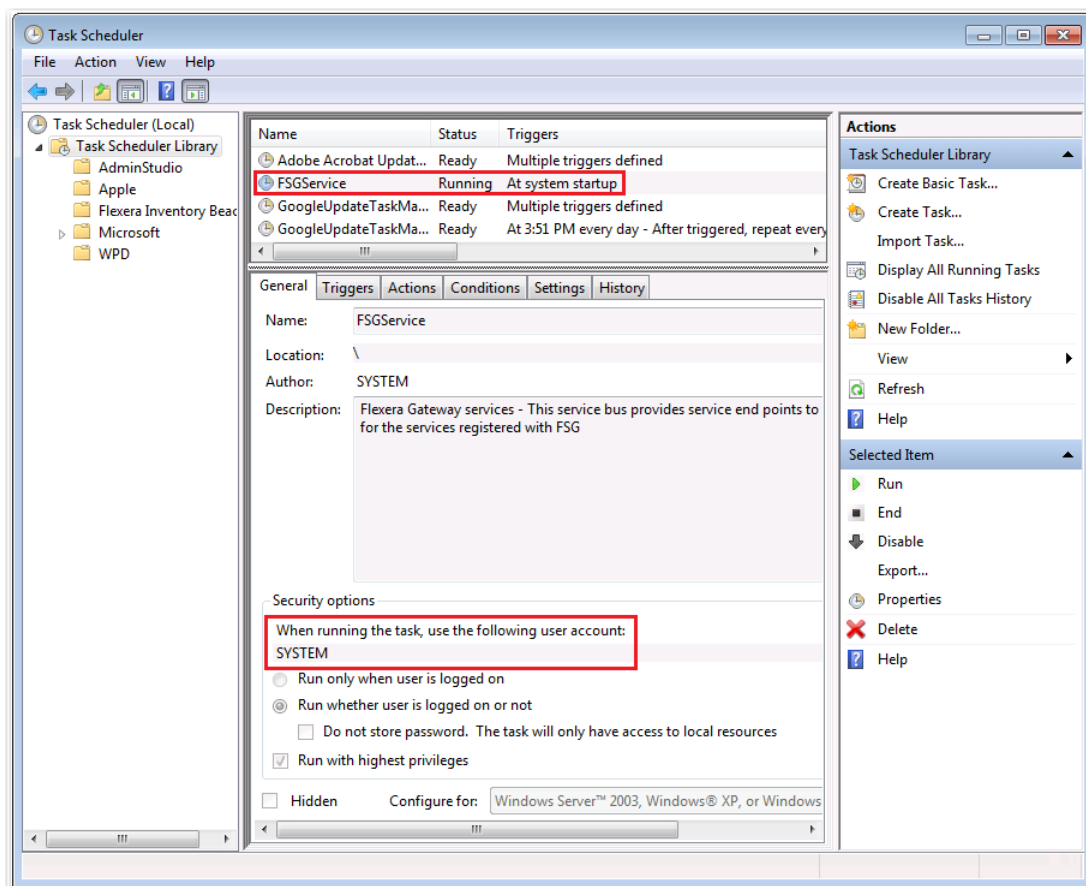 Task Scheduler
File Action View Help
Task Scheduler (Local)
Task Scheduler Library
AdminStudio
Apple
Flexera Inventory Beac
Microsoft
WPD
Name Status Triggers
Adobe Acrobat Updat... Ready Multiple triggers defined
FSGService Running At system startup
GoogleUpdateTaskMa... Ready Multiple triggers defined
GoogleUpdateTaskMa... Ready At 3:51 PM every day - After triggered, repeat every
General Triggers Actions Conditions Settings History
Name: FSGService
Location: \
Author: SYSTEM
Description: Flexera Gateway services - This service bus provides service end points to
for the services registered with FSG
Security options
When running the task, use the following user account:
SYSTEM
Run only when user is logged on
Run whether user is logged on or not
Do not store password. The task will only have access to local resources
Run with highest privileges
Hidden Configure for: Windows Server™ 2003, Windows® XP, or Windows
Actions
Task Scheduler Library
Create Basic Task...
Create Task...
Import Task...
Display All Running Tasks
Disable All Tasks History
New Folder...
View
Refresh
Help
Selected Item
Run
End
Disable
Export...
Properties
Delete
Help